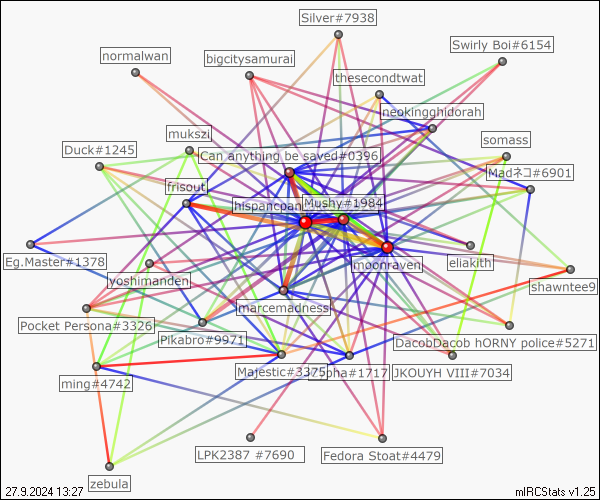 Silver#7938
Swirly Boi#6154
normalwan
bigcitysamurai
thesecondtwat
neokingghidorah
mukszi
somass
Duck#1245
Can anything be saved#0396
Madネコ#6901
frisout
hispanepan
Mushy#1984
Eg.Master#1378
moonraven
eliakith
yoshimanden
shawntee9
marcemadness
Pocket Persona#3326
Pikabro#9971
DacobDacob hORNY police#5271
ming#4742
Majestic#3375
pha#1717
JKOUYH VIII#7034
LPK2387 #7690
Fedora Stoat#4479
zebula
27.9.2024 13:27
mIRCStats v1.25